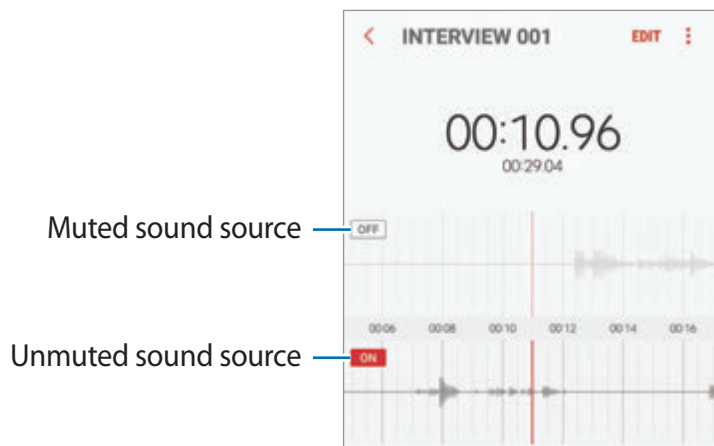 INTERVIEW 001 EDIT
00:10.96
00:29.04
Muted sound source
OFF
00:06 00:08 00:10 00:12 00:14 00:16
Unmuted sound source
ON